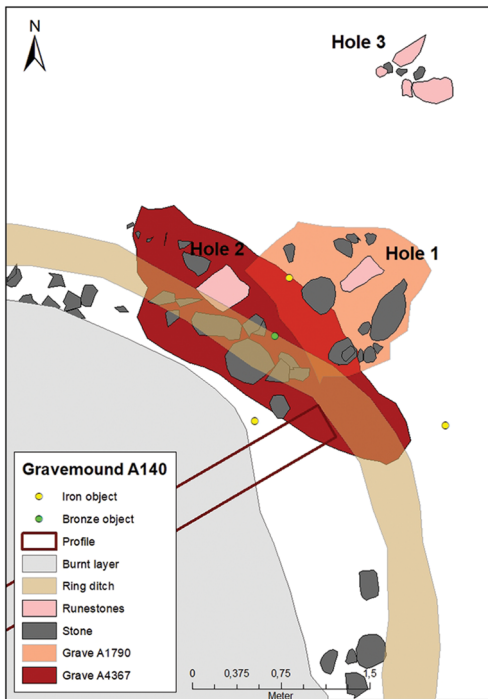 N
Hole 3
Hole 2
Hole 1
Gravemound A140
Iron object
Bronze object
Profile
Burnt layer
Ring ditch
Runestones
Stone
Grave A1790
Grave A4367
0 0,375 0,75 1,5
Meter